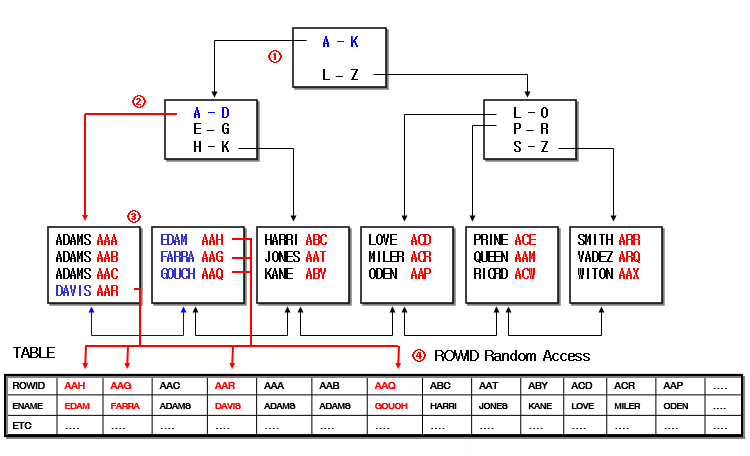 A - K
①
L - Z
②
A - D
E - G
H - K
L - O
P - R
S - Z
③
ADAMS AAA
ADAMS AAB
ADAMS AAC
DAVIS AAR
EDAM AAH
FARRA AAG
GOUCH AAQ
HARRI ABC
JONES AAT
KANE ABY
LOVE ACD
MILER ACR
ODEN AAP
PRINE ACE
QUEEN AAM
RICRD ACW
SMITH ARR
VADEZ ARQ
WITON AAX
TABLE
④ ROWID Random Access
ROWID AAH AAG AAC AAR AAA AAB AAQ ABC AAT ABY ACD ACR AAP ....
ENAME EDAM FARRA ADAMS DAVIS ADAMS ADAMS GOUOH HARRI JONES KANE LOVE MILER ODEN ....
ETC .... .... .... .... .... .... .... .... .... .... .... .... .... ....